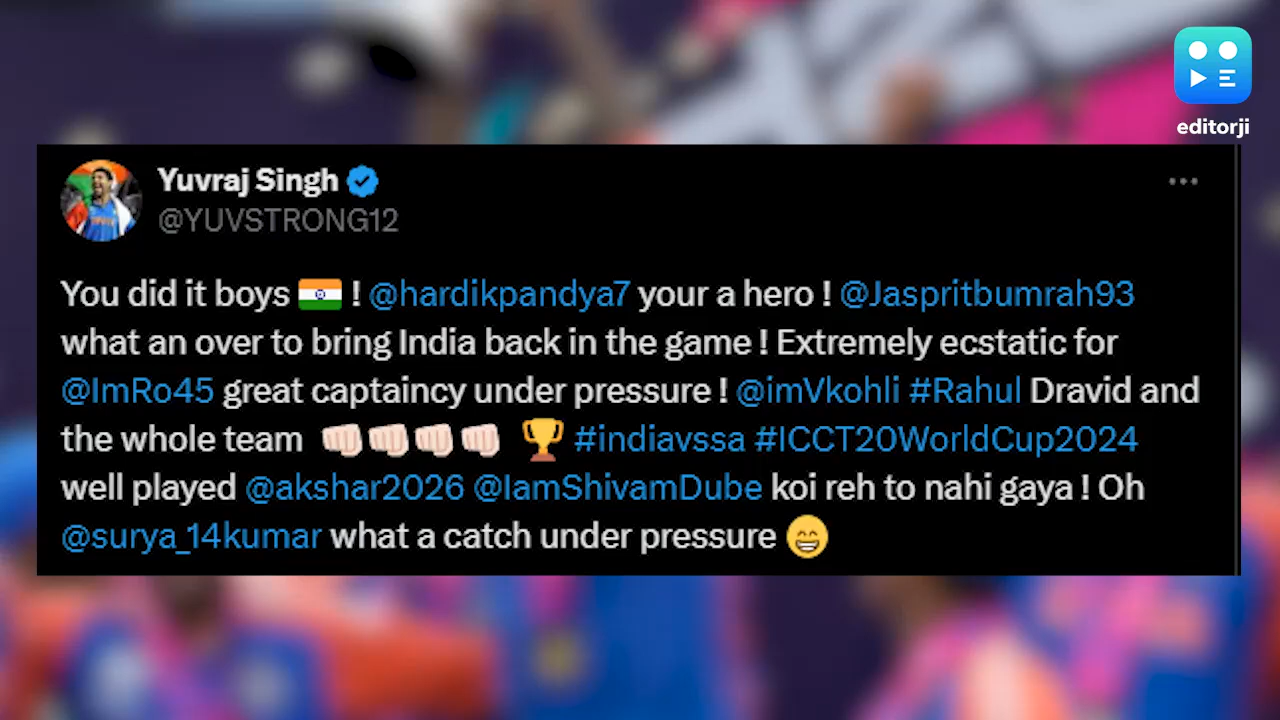 editorji
Yuvraj Singh
@YUVSTRONG12
You did it boys 🇮🇳 ! @hardikpandya7 your a hero ! @Jaspritbumrah93
what an over to bring India back in the game ! Extremely ecstatic for
@ImRo45 great captaincy under pressure ! @imVkohli #Rahul Dravid and
the whole team 👊🏻👊🏻👊🏻👊🏻 🏆 #indiavssa #ICCT20WorldCup2024
well played @akshar2026 @IamShivamDube koi reh to nahi gaya ! Oh
@surya_14kumar what a catch under pressure 😁